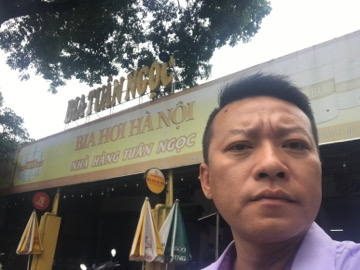 BIA TUẤN NGỌC
BIA HƠI HÀ NỘI
NHÀ HÀNG TUẤN NGỌC